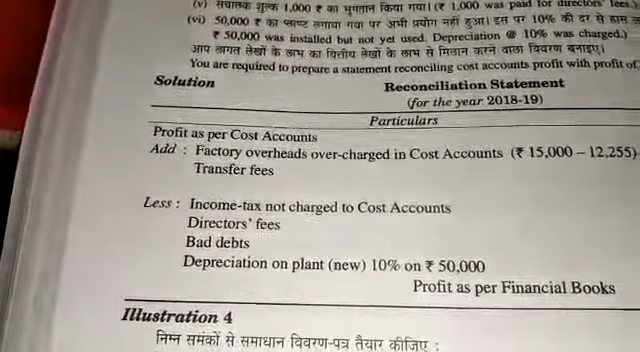 (v) संचालक शुल्क 1,000 ₹ का भुगतान किया गया। (₹ 1,000 was paid for directors' fees.)
(vi) 50,000 ₹ का प्लाण्ट लगाया गया पर अभी प्रयोग नहीं हुआ। इस पर 10% की दर से ह्रास
₹ 50,000 was installed but not yet used. Depreciation @ 10% was charged.)
आप लागत लेखों के लाभ का वित्तीय लेखों के लाभ से मिलान करने वाला विवरण बनाइए।
You are required to prepare a statement reconciling cost accounts profit with profit of
Solution Reconciliation Statement
(for the year 2018-19)
Particulars
Profit as per Cost Accounts
Add : Factory overheads over-charged in Cost Accounts (₹ 15,000 – 12,255)
Transfer fees
Less : Income-tax not charged to Cost Accounts
Directors' fees
Bad debts
Depreciation on plant (new) 10% on ₹ 50,000
Profit as per Financial Books
Illustration 4
निम्न समंकों से समाधान विवरण-पत्र तैयार कीजिए :